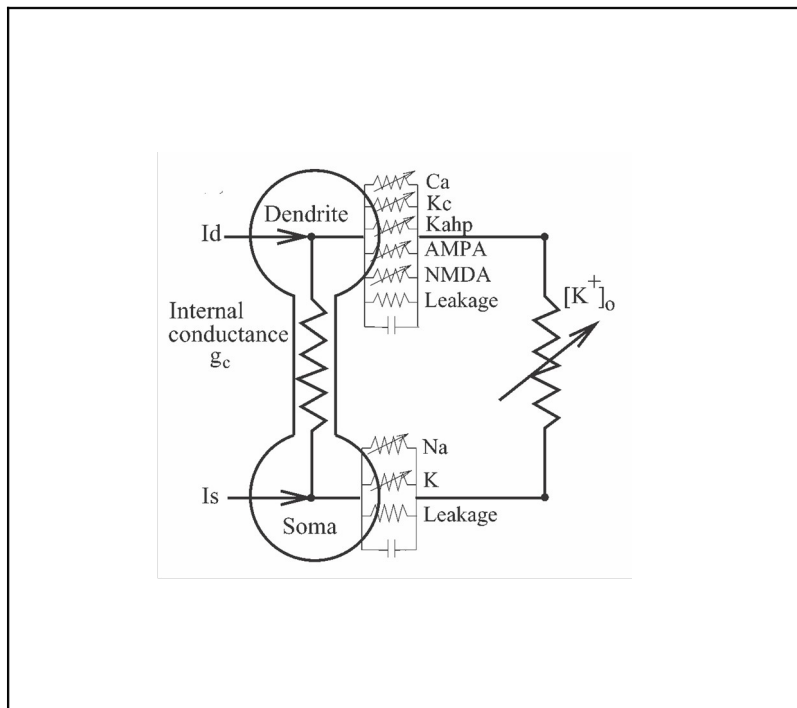 Ca
Kc
Dendrite
Kahp
Id
AMPA
NMDA
Leakage
[K+]o
Internal
conductance
gc
Na
K
Is
Leakage
Soma